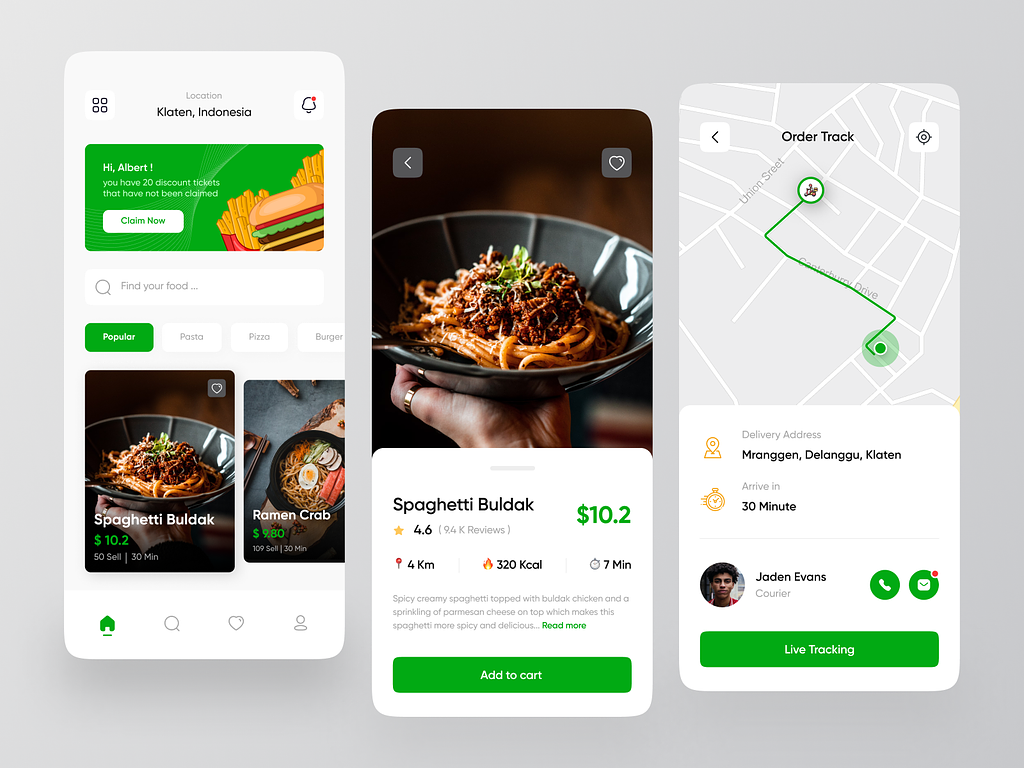 Location
Klaten, Indonesia
Hi, Albert !
you have 20 discount tickets
that have not been claimed
Claim Now
Find your food ...
Popular
Pasta
Pizza
Burger
Spaghetti Buldak
$ 10.2
50 Sell | 30 Min
Ramen Crab
$ 9.80
109 Sell | 30 Min
Spaghetti Buldak
$10.2
4.6 ( 9.4 K Reviews )
4 Km
320 Kcal
7 Min
Spicy creamy spaghetti topped with buldak chicken and a
sprinkling of parmesan cheese on top which makes this
spaghetti more spicy and delicious... Read more
Add to cart
Order Track
Union Sreet
Canterburry Drive
Delivery Address
Mranggen, Delanggu, Klaten
Arrive in
30 Minute
Jaden Evans
Courier
Live Tracking